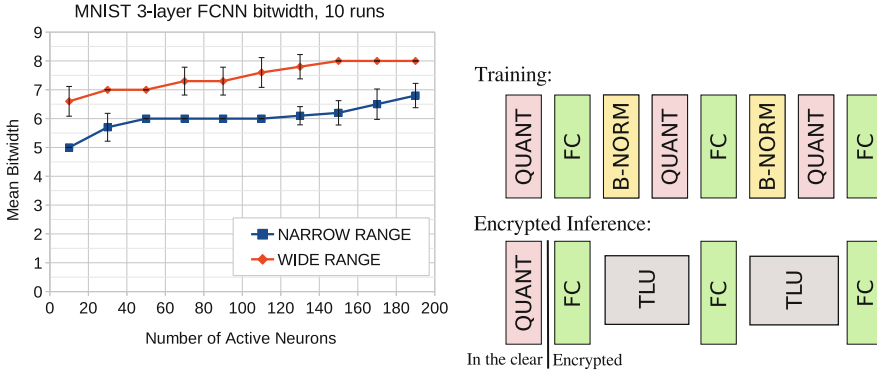 MNIST 3-layer FCNN bitwidth, 10 runs
Mean Bitwidth
9
8
7
6
5
4
3
2
1
0
0 20 40 60 80 100 120 140 160 180 200
Number of Active Neurons
NARROW RANGE
WIDE RANGE
Training:
QUANT FC B-NORM QUANT FC B-NORM QUANT FC
Encrypted Inference:
QUANT FC TLU FC TLU FC
In the clear Encrypted